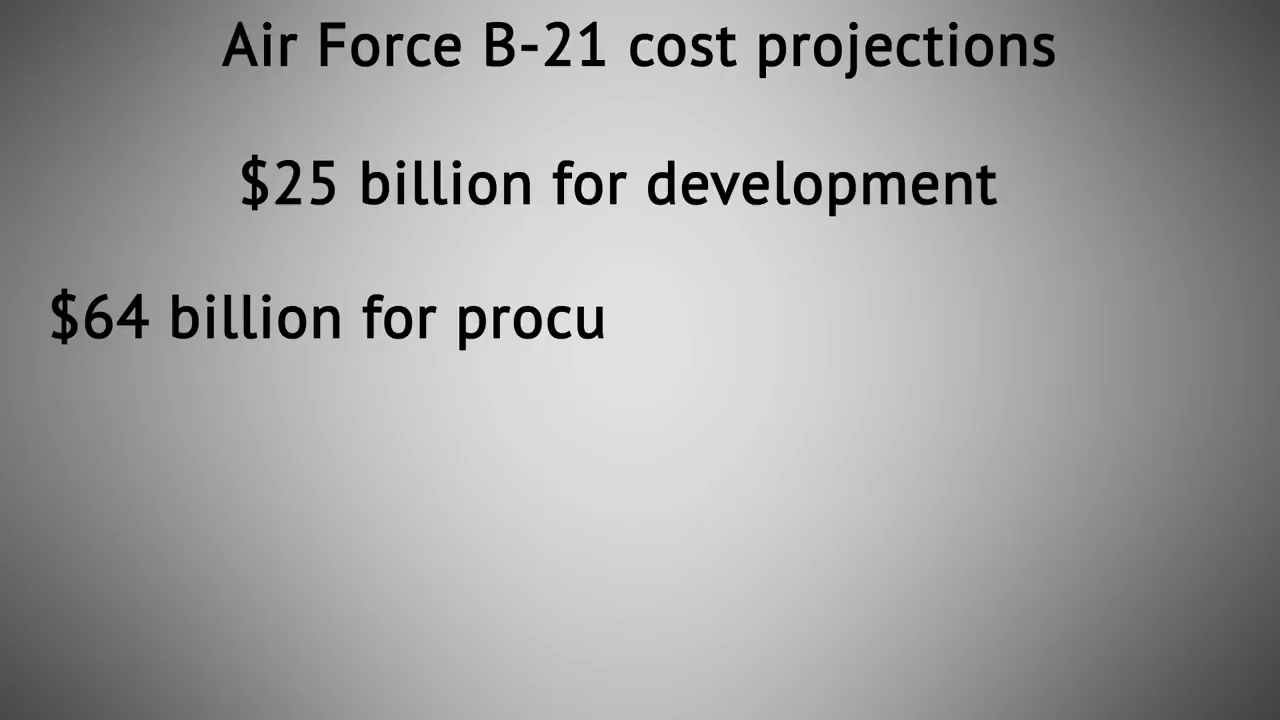 Air Force B-21 cost projections
$25 billion for development
$64 billion for procu